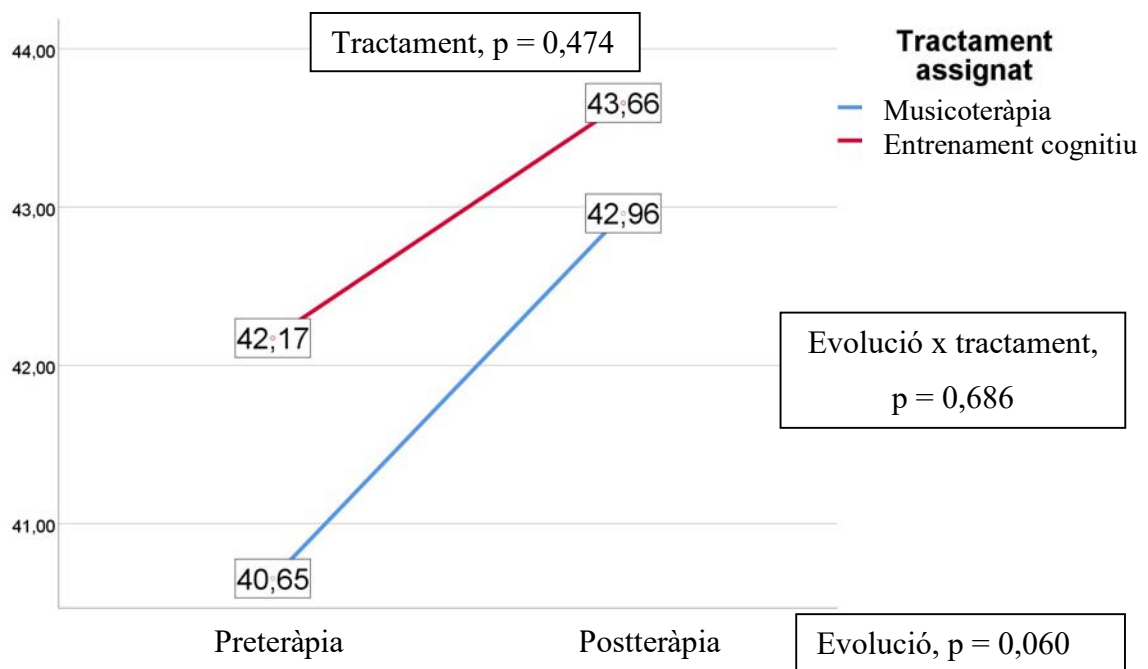 Tractament, p = 0,474
Tractament
assignat
Musicoteràpia
Entrenament cognitiu
44,00
43,66
43,00
42,96
42,17
42,00
Evolució x tractament,
p = 0,686
41,00
40,65
Preteràpia
Postteràpia
Evolució, p = 0,060